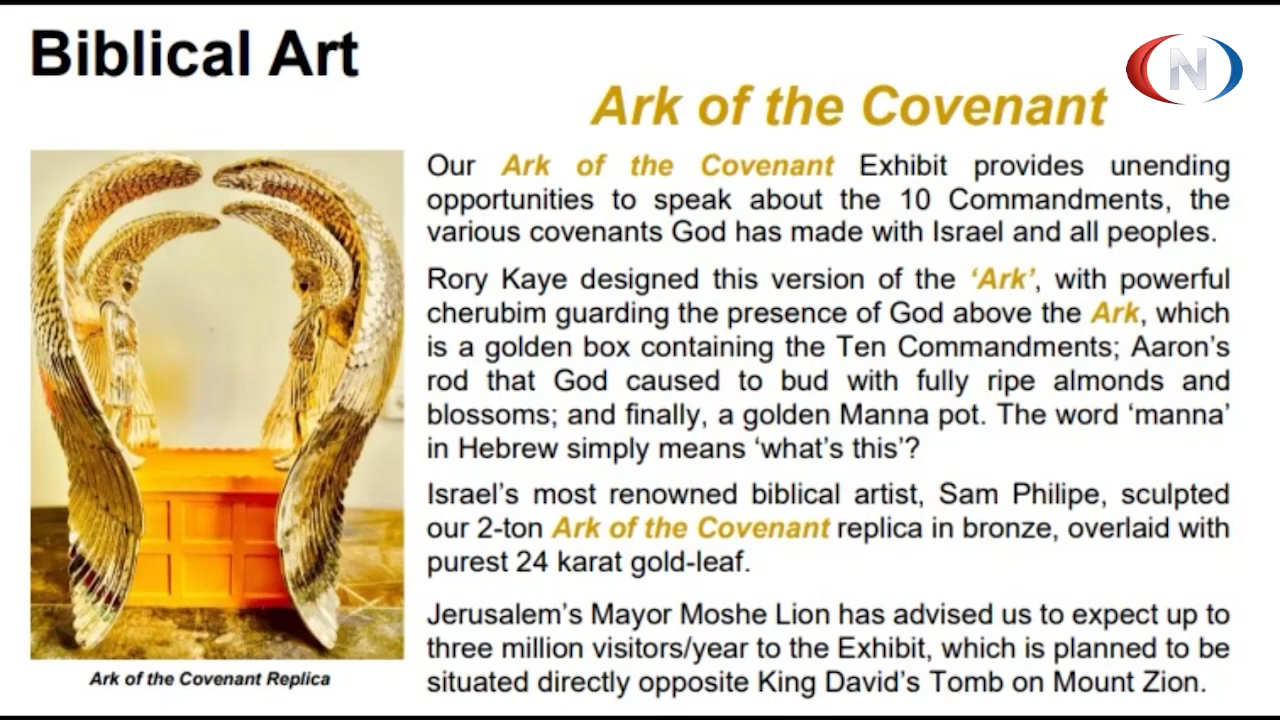 Biblical Art
N
Ark of the Covenant
Our Ark of the Covenant Exhibit provides unending
opportunities to speak about the 10 Commandments, the
various covenants God has made with Israel and all peoples.
Rory Kaye designed this version of the ‘Ark’, with powerful
cherubim guarding the presence of God above the Ark, which
is a golden box containing the Ten Commandments; Aaron’s
rod that God caused to bud with fully ripe almonds and
blossoms; and finally, a golden Manna pot. The word ‘manna’
in Hebrew simply means ‘what’s this’?
Israel’s most renowned biblical artist, Sam Philipe, sculpted
our 2-ton Ark of the Covenant replica in bronze, overlaid with
purest 24 karat gold-leaf.
Jerusalem’s Mayor Moshe Lion has advised us to expect up to
three million visitors/year to the Exhibit, which is planned to be
situated directly opposite King David’s Tomb on Mount Zion.
Ark of the Covenant Replica